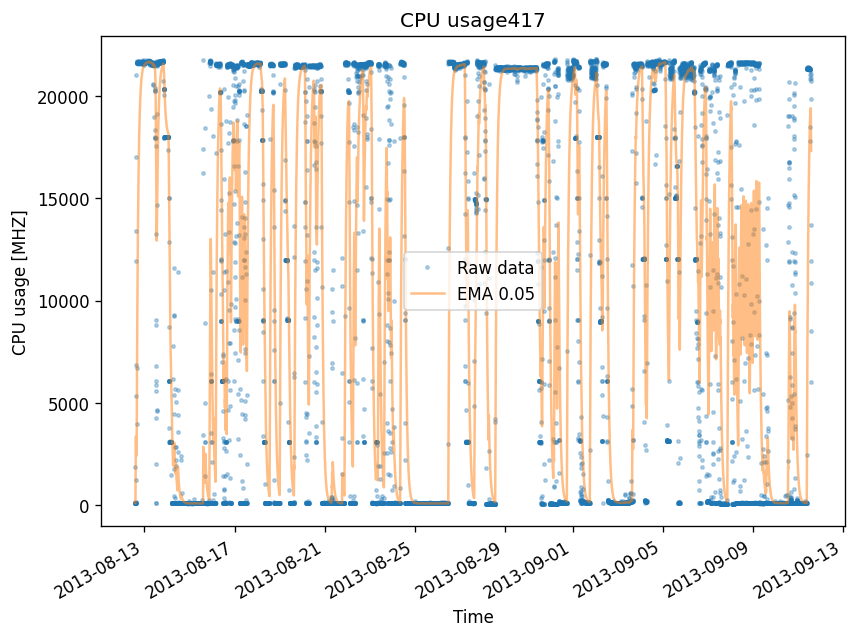 CPU usage417
CPU usage [MHZ]
20000
15000
10000
5000
0
Raw data
EMA 0.05
2013-08-13
2013-08-17
2013-08-21
2013-08-25
2013-08-29
2013-09-01
2013-09-05
2013-09-09
2013-09-13
Time